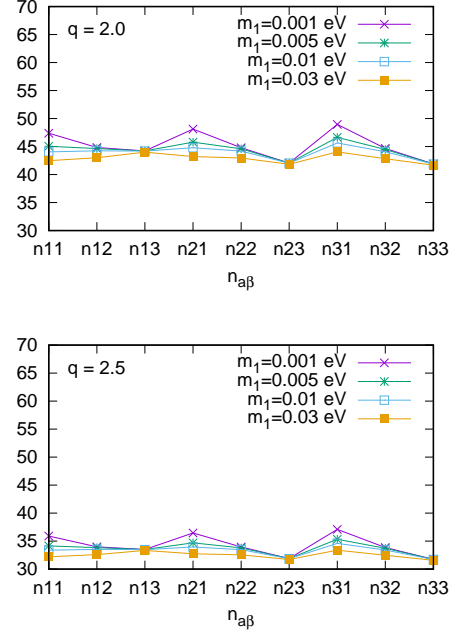 70
65
60
55
50
45
40
35
30
q = 2.0
m₁=0.001 eV
m₁=0.005 eV
m₁=0.01 eV
m₁=0.03 eV
n11 n12 n13 n21 n22 n23 n31 n32 n33
naβ
70
65
60
55
50
45
40
35
30
q = 2.5
m₁=0.001 eV
m₁=0.005 eV
m₁=0.01 eV
m₁=0.03 eV
n11 n12 n13 n21 n22 n23 n31 n32 n33
naβ